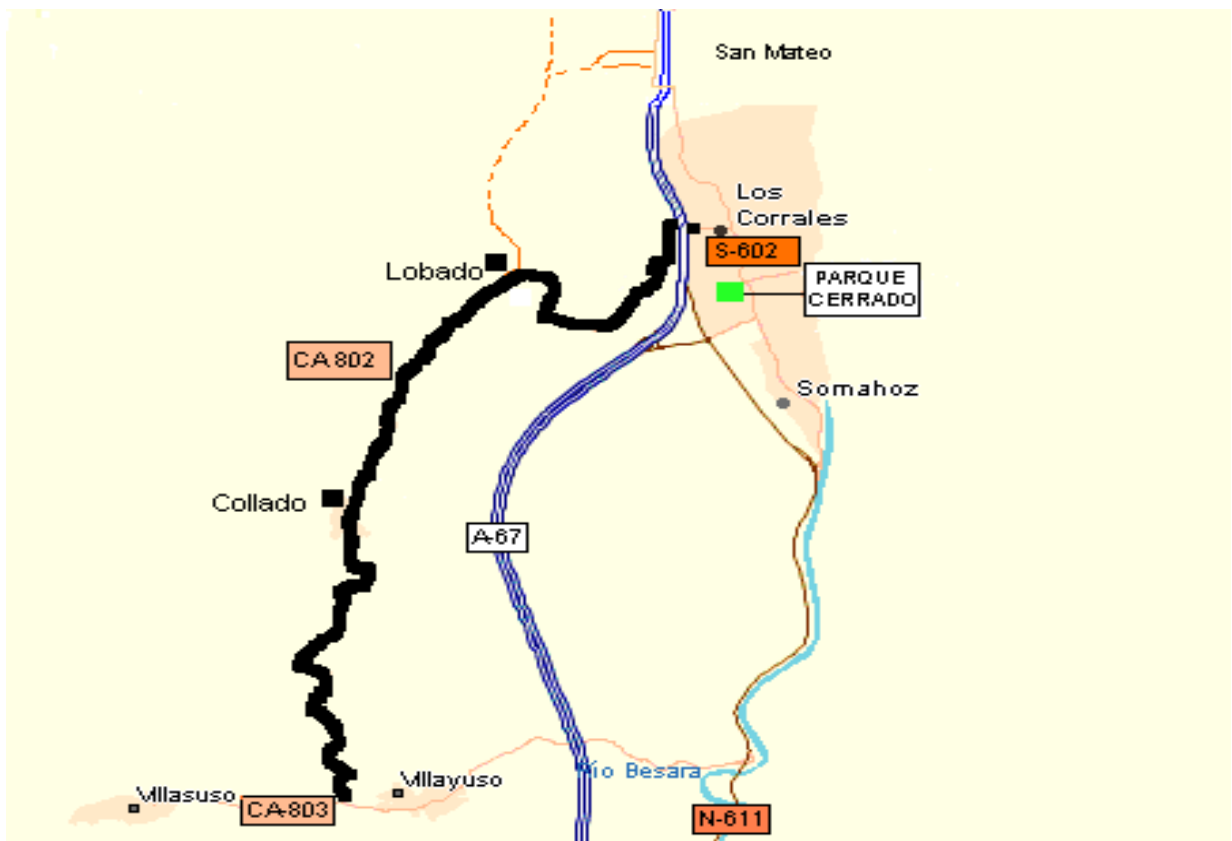 San Mateo
Los
Corrales
S-602
Lobado
PARQUE
CERRADO
CA 802
Somahoz
Collado
A-67
Villasuso
Villayuso
Río Besara
CA-803
N-611